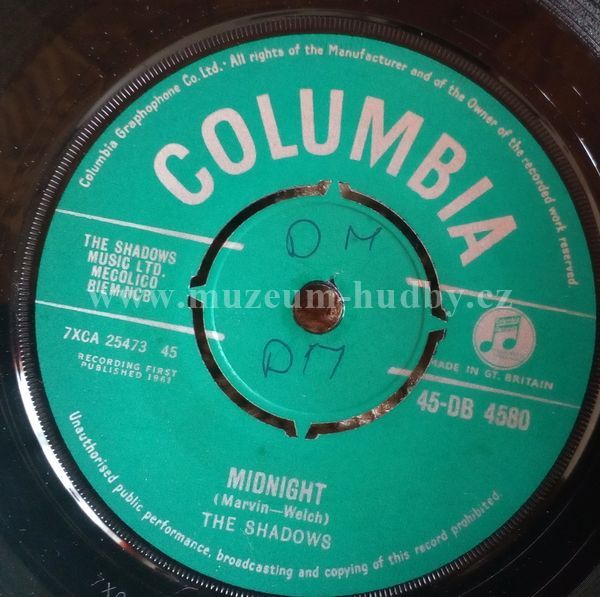 Columbia Graphophone Co. Ltd. · All rights of the Manufacturer and of the Owner of the recorded work reserved
COLUMBIA
D M
THE SHADOWS
MUSIC LTD.
MECOLICO
BIEM-NCB
www.muzeum-hudby.cz
7XCA 25473 45
RECORDING FIRST
PUBLISHED 1961
DM
MADE IN GT. BRITAIN
45-DB 4580
MIDNIGHT
(Marvin—Welch)
THE SHADOWS
Unauthorised public performance, broadcasting and copying of this record prohibited.